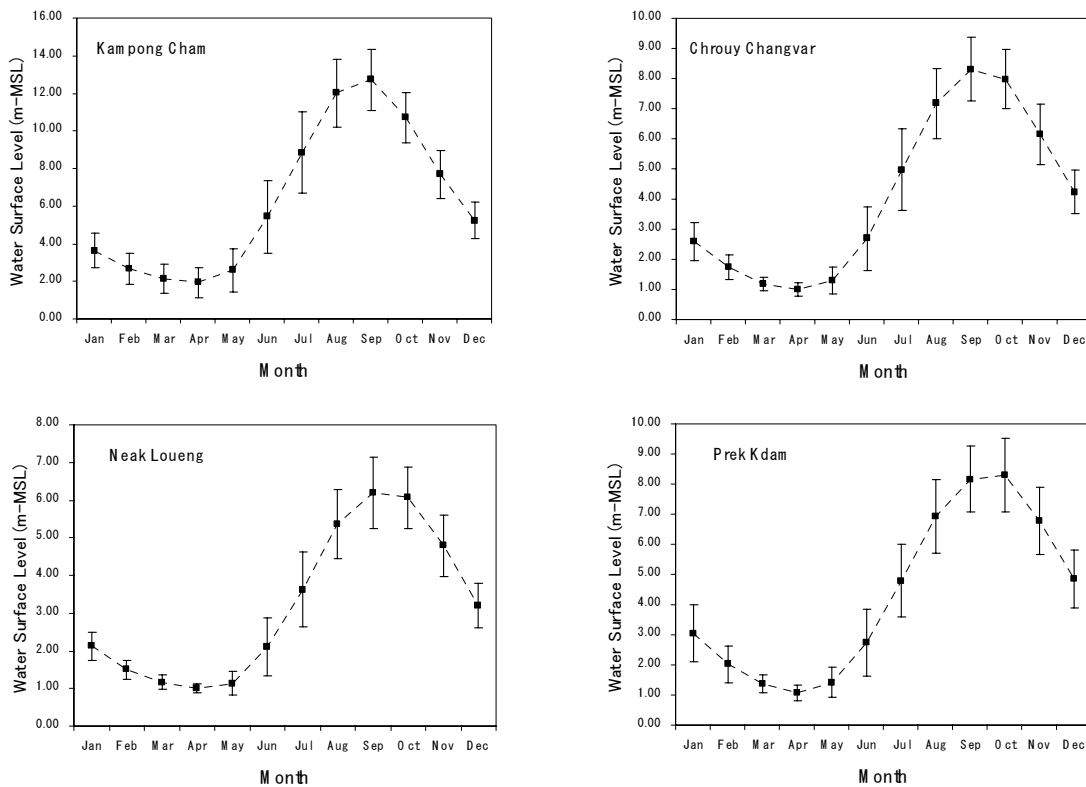 Kampong Cham
Water Surface Level (m-MSL)
16.00
14.00
12.00
10.00
8.00
6.00
4.00
2.00
0.00
Jan Feb Mar Apr May Jun Jul Aug Sep Oct Nov Dec
Month
Chrouy Changvar
Water Surface Level (m-MSL)
10.00
9.00
8.00
7.00
6.00
5.00
4.00
3.00
2.00
1.00
0.00
Jan Feb Mar Apr May Jun Jul Aug Sep Oct Nov Dec
Month
Neak Loueng
Water Surface Level (m-MSL)
8.00
7.00
6.00
5.00
4.00
3.00
2.00
1.00
0.00
Jan Feb Mar Apr May Jun Jul Aug Sep Oct Nov Dec
Month
Prek Kdam
Water Surface Level (m-MSL)
10.00
9.00
8.00
7.00
6.00
5.00
4.00
3.00
2.00
1.00
0.00
Jan Feb Mar Apr May Jun Jul Aug Sep Oct Nov Dec
Month